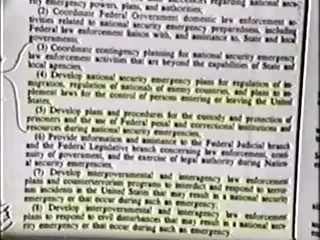 rity emergency powers, plans, and authorities.
(2) Coordinate Federal Government domestic law enforcement ac-
tivities related to national security emergency preparedness, including
Federal law enforcement liaison with, and assistance to, State and local
governments.
(3) Coordinate contingency planning for national security emergency
law enforcement activities that are beyond the capabilities of State and
local agencies.
(4) Develop national security emergency plans for regulation of im-
migration, regulation of nationals of enemy countries, and plans to im-
plement laws for the control of persons entering or leaving the United
States.
(5) Develop plans and procedures for the custody and protection of
prisoners and the use of Federal penal and correctional institutions and
resources during national security emergencies.
(6) Provide information and assistance to the Federal Judicial branch
and the Federal Legislative branch concerning law enforcement, conti-
nuity of government, and the exercise of legal authority during Nation-
security emergencies.
(7) Develop intergovernmental and interagency law enforcement
plans and counterterrorism programs to interdict and respond to terror-
ism incidents in the United States that may result in a national security
emergency or that occur during such an emergency.
(8) Develop intergovernmental and interagency law enforcement
plans to respond to civil disturbances that may result in a national secu-
rity emergency or that occur during such an emergency.